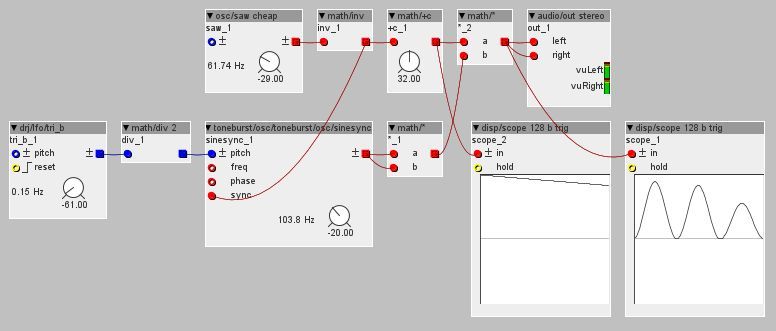 osc/saw cheap
saw_1
61.74 Hz
-29.00
math/inv
inv_1
math/+c
+c_1
32.00
math/*
*_2
a
b
audio/out stereo
out_1
left
right
vuLeft
vuRight
drj/lfo/tri_b
tri_b_1
pitch
reset
0.15 Hz
-61.00
math/div 2
div_1
toneburst/osc/toneburst/osc/sinesync
sinesync_1
pitch
freq
phase
sync
103.8 Hz
-20.00
math/*
*_1
a
b
disp/scope 128 b trig
scope_2
in
hold
disp/scope 128 b trig
scope_1
in
hold